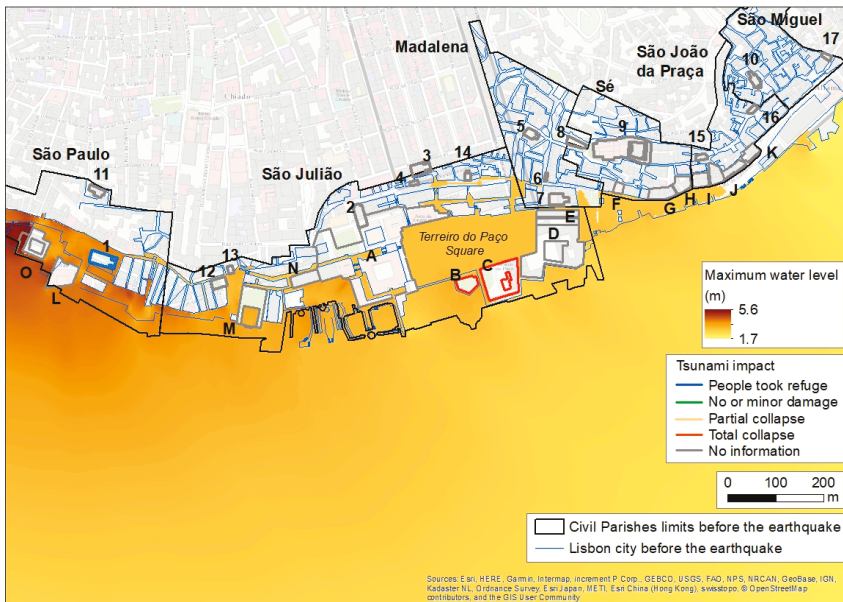 São Miguel
17
Madalena
São João
da Praça
10
Sé
16
5
8
9
15
14
3
4
São Paulo
11
São Julião
K
6
7
2
J
I
H
G
F
E
D
Terreiro do Paço
Square
Chiado
1
13
12
N
A
C
B
O
L
M
Maximum water level
(m)
5.6
1.7
Tsunami impact
People took refuge
No or minor damage
Partial collapse
Total collapse
No information
0 100 200
m
Civil Parishes limits before the earthquake
Lisbon city before the earthquake
Sources: Esri, HERE, Garmin, Intermap, increment P Corp., GEBCO, USGS, FAO, NPS, NRCAN, GeoBase, IGN,
Kadaster NL, Ordnance Survey, Esri Japan, METI, Esri China (Hong Kong), swisstopo, © OpenStreetMap
contributors, and the GIS User Community